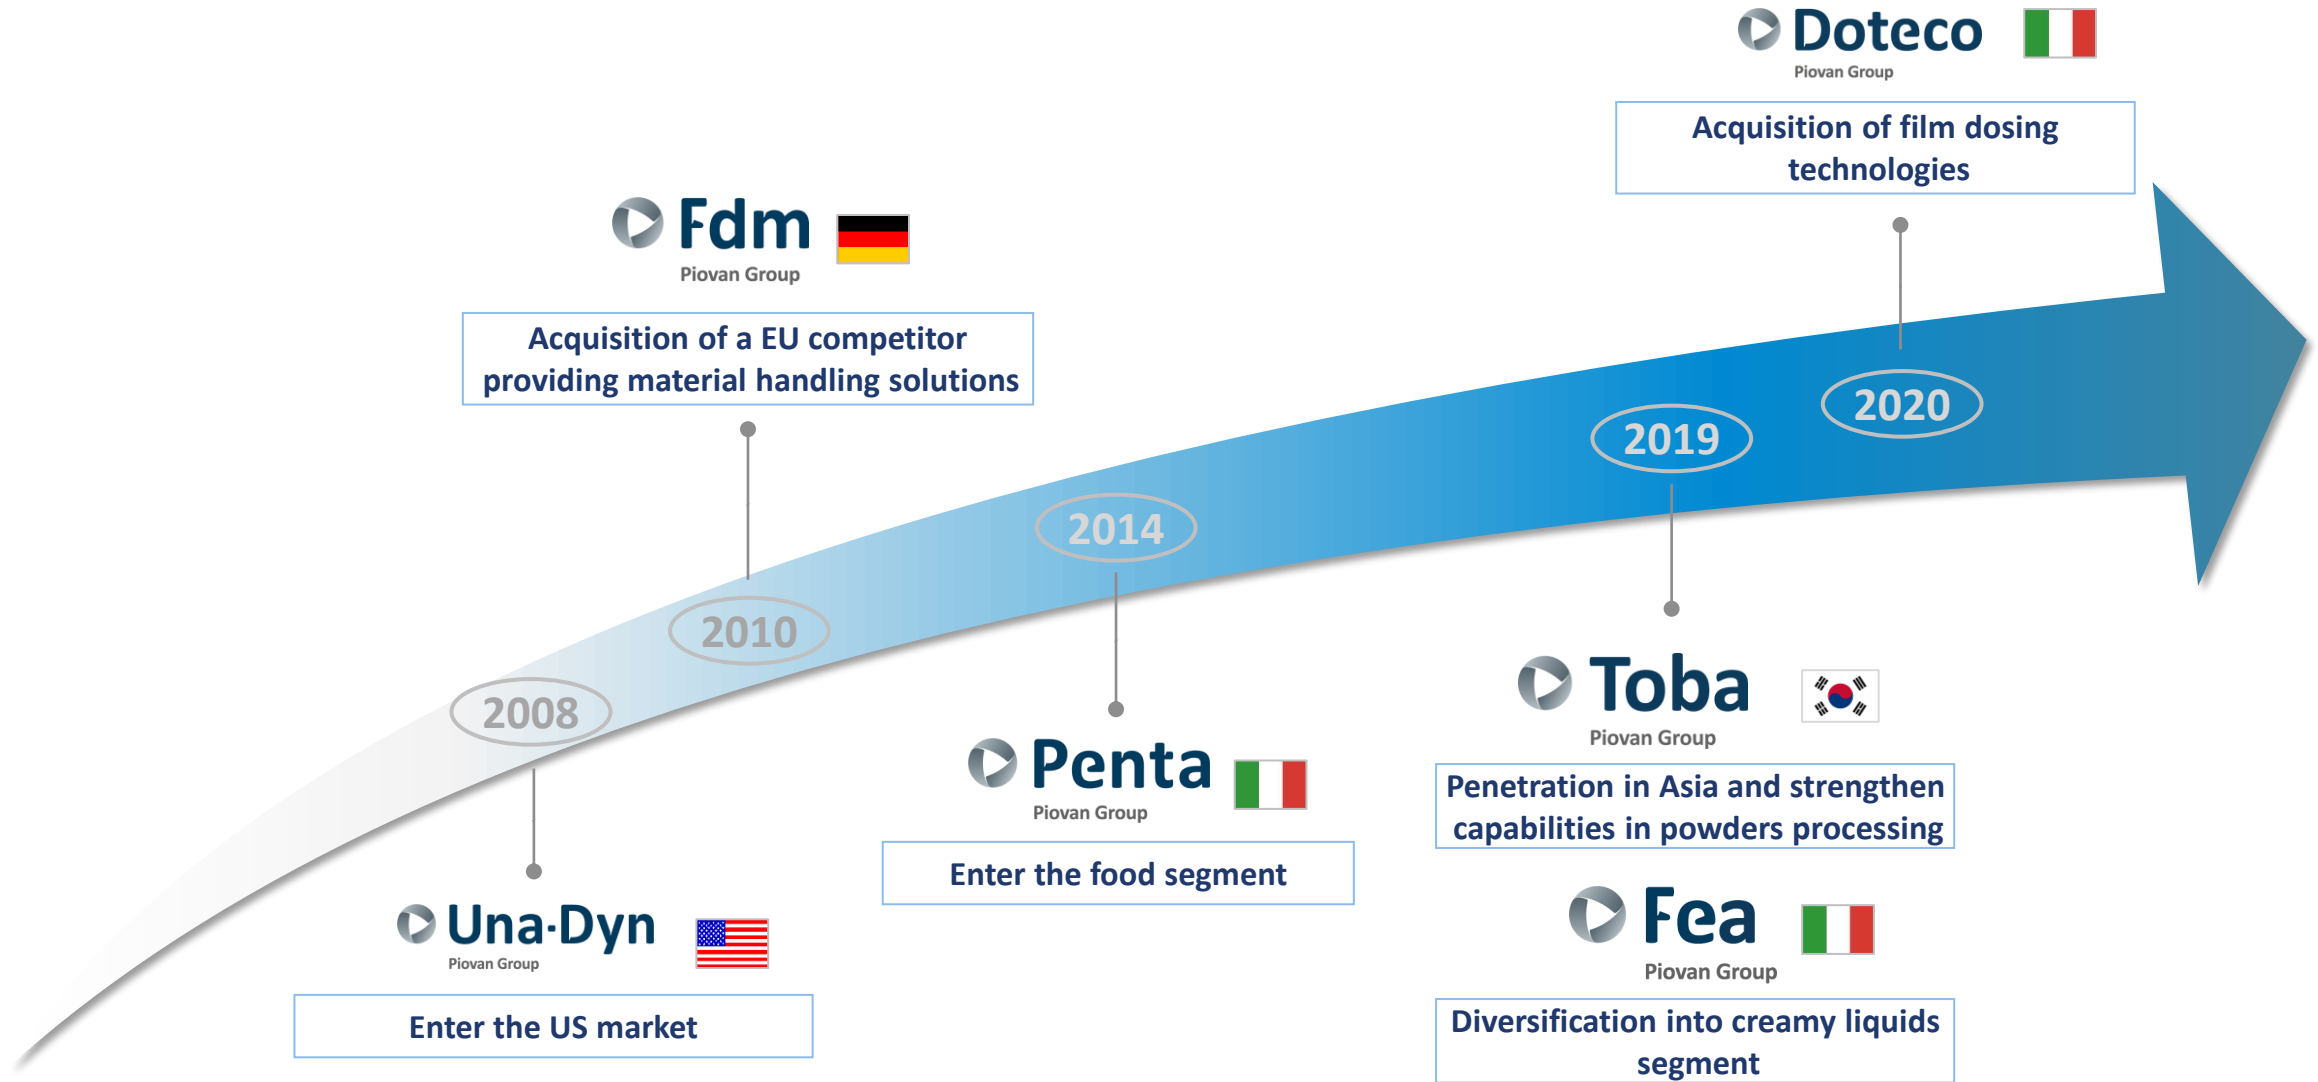 Doteco
Piovan Group
Acquisition of film dosing
technologies
Fdm
Piovan Group
Acquisition of a EU competitor
providing material handling solutions
2020
2019
2014
2010
2008
Toba
Piovan Group
Penetration in Asia and strengthen
capabilities in powders processing
Penta
Piovan Group
Enter the food segment
Fea
Piovan Group
Diversification into creamy liquids
segment
Una·Dyn
Piovan Group
Enter the US market